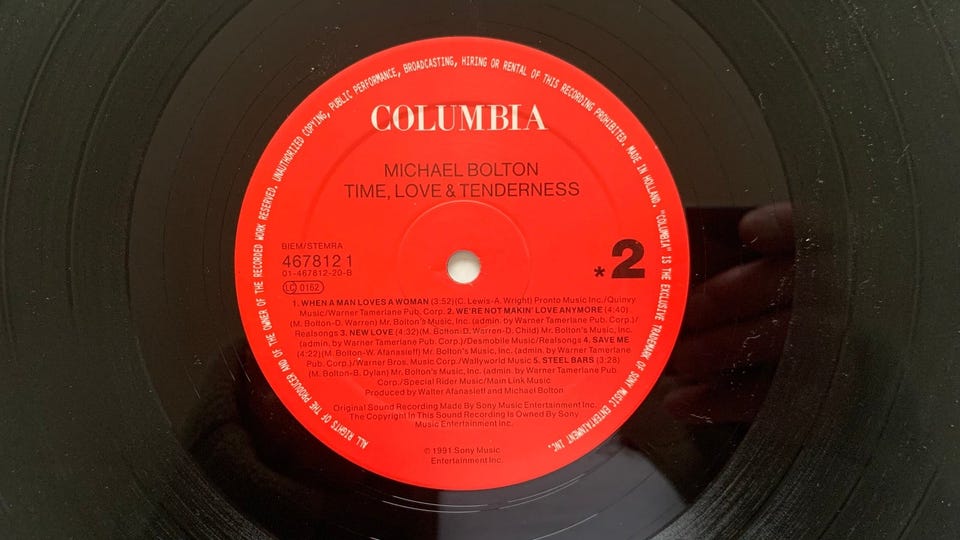 ALL RIGHTS OF THE PRODUCER AND OF THE OWNER OF THE RECORDED WORK RESERVED. UNAUTHORIZED COPYING, PUBLIC PERFORMANCE, BROADCASTING, HIRING OR RENTAL OF THIS RECORDING PROHIBITED. MADE IN HOLLAND. "COLUMBIA" IS THE EXCLUSIVE TRADEMARK OF SONY MUSIC ENTERTAINMENT INC.
COLUMBIA
MICHAEL BOLTON
TIME, LOVE & TENDERNESS
BIEM/STEMRA
467812 1
01-467812-20-B
LC 0162
*2
1. WHEN A MAN LOVES A WOMAN (3:52)(C. Lewis-A. Wright) Pronto Music Inc./Quinvy
Music/Warner Tamerlane Pub. Corp. 2. WE'RE NOT MAKIN' LOVE ANYMORE (4:40)
(M. Bolton-D. Warren) Mr. Bolton's Music, Inc. (admin. by Warner Tamerlane Pub. Corp.)/
Realsongs 3. NEW LOVE (4:32)(M. Bolton-D. Warren-D. Child) Mr. Bolton's Music, Inc.
(admin. by Warner Tamerlane Pub. Corp.)/Desmobile Music/Realsongs 4. SAVE ME
(4:22)(M. Bolton-W. Afanasieff) Mr. Bolton's Music, Inc. (admin. by Warner Tamerlane
Pub. Corp.)/Warner Bros. Music Corp./Wallyworld Music 5. STEEL BARS (3:28)
(M. Bolton-B. Dylan) Mr. Bolton's Music, Inc. (admin. by Warner Tamerlane Pub
Corp./Special Rider Music/Main Link Music
Produced by Walter Afanasieff and Michael Bolton
Original Sound Recording Made By Sony Music Entertainment Inc.
The Copyright In This Sound Recording Is Owned By Sony
Music Entertainment Inc.
© 1991 Sony Music
Entertainment Inc.